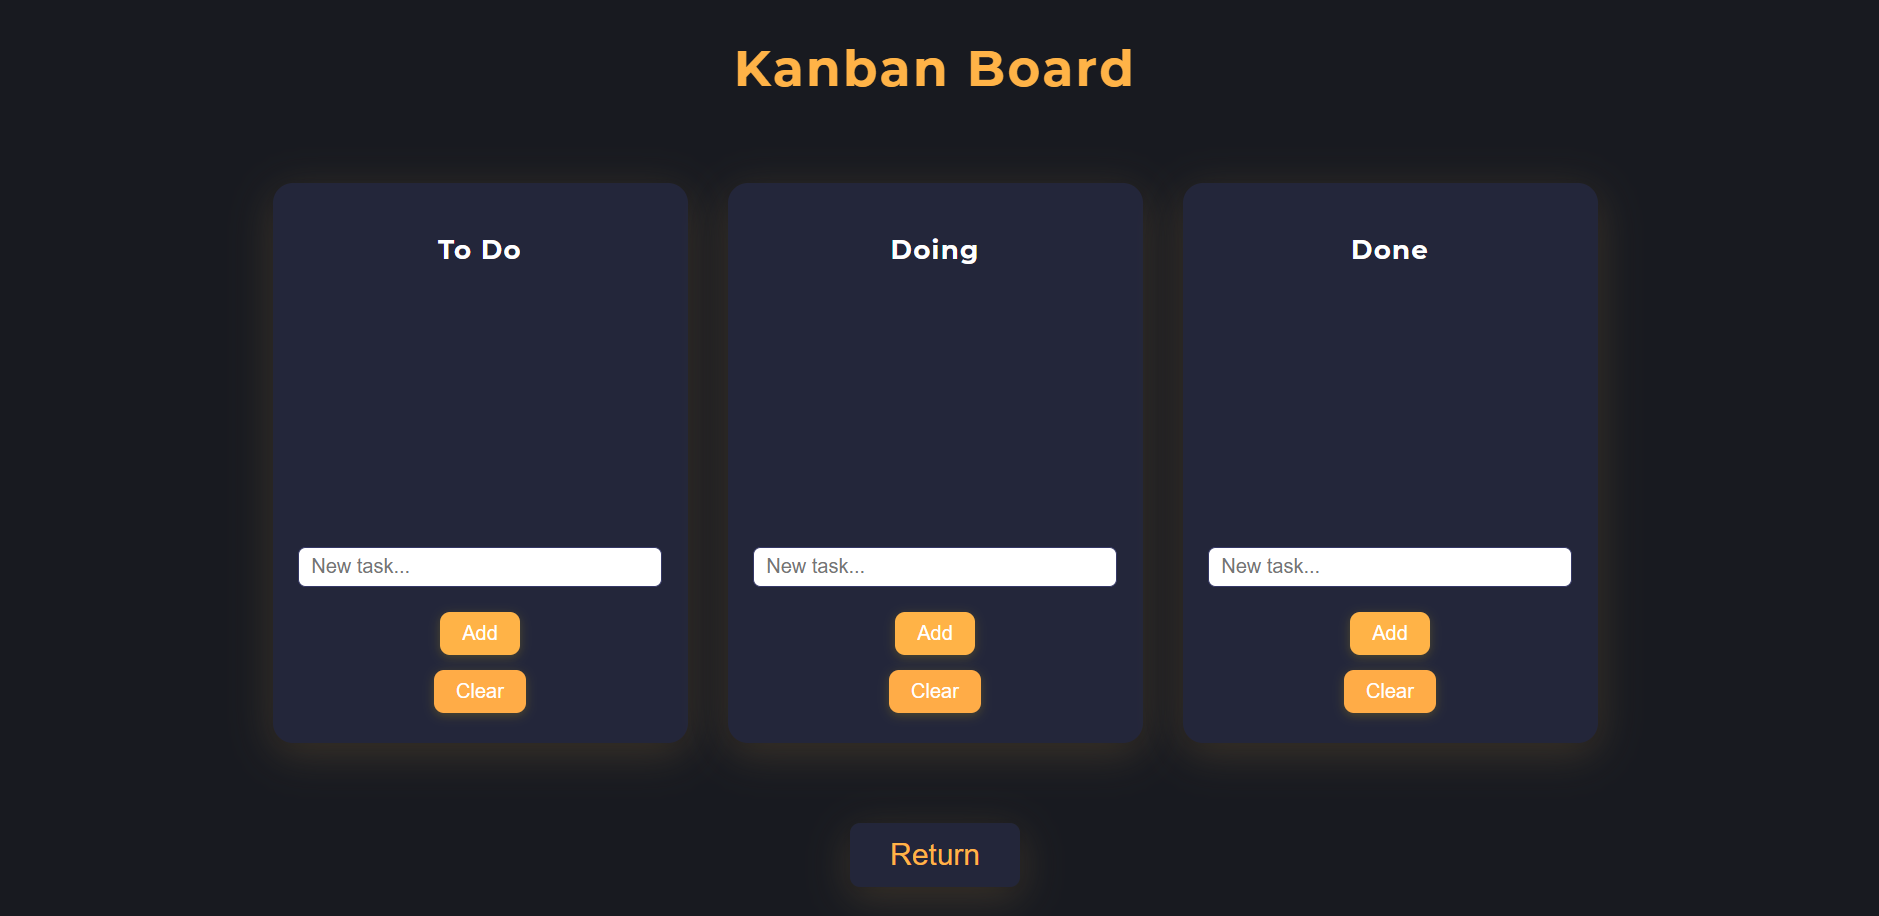 Kanban Board
To Do
Doing
Done
New task...
New task...
New task...
Add
Add
Add
Clear
Clear
Clear
Return